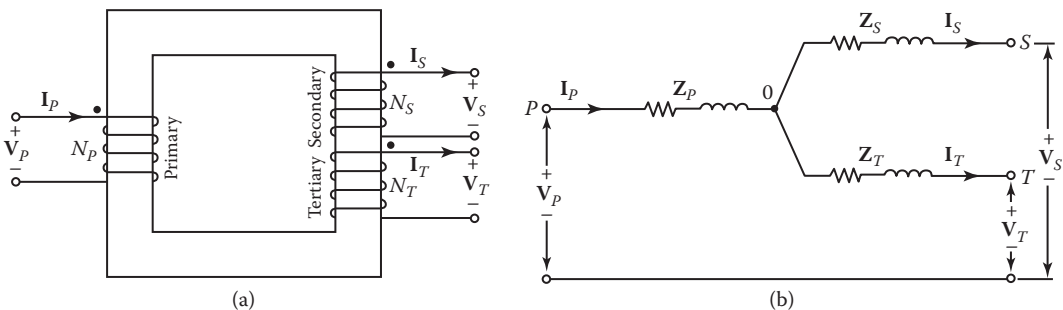 I_P
+
V_P
−
N_P
Primary
Secondary
Tertiary
I_S
+
V_S
−
N_S
I_T
+
V_T
−
N_T
(a)
P
I_P
Z_P
0
Z_S
I_S
S
Z_T
I_T
T
+
V_P
−
+
V_T
−
+
V_S
−
(b)